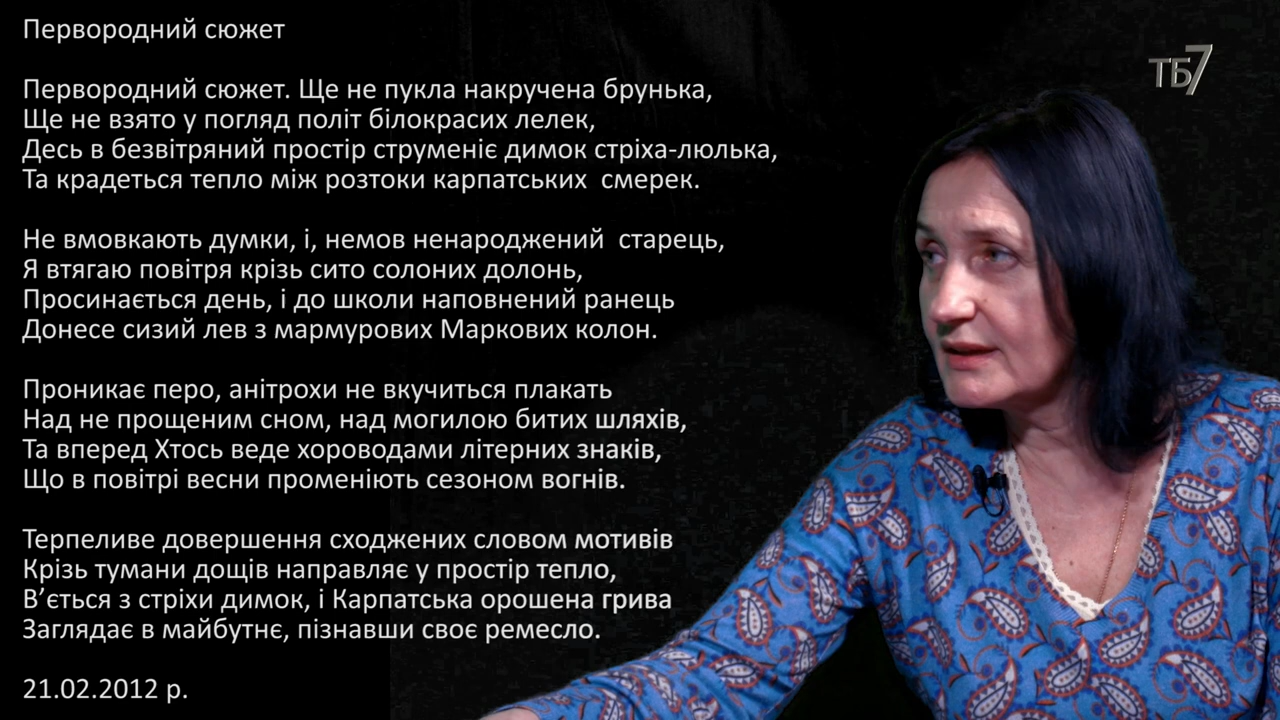 Первородний сюжет
Первородний сюжет. Ще не пукла накручена брунька,
Ще не взято у погляд політ білокрасих лелек,
Десь в безвітряний простір струменіє димок стріха-люлька,
Та крадеться тепло між розтоки карпатських смерек.
Не вмовкають думки, і, немов ненароджений старець,
Я втягаю повітря крізь сито солоних долонь,
Просинається день, і до школи наповнений ранець
Донесе сизий лев з мармурових Маркових колон.
Проникає перо, анітрохи не вкучиться плакать
Над не прощеним сном, над могилою битих шляхів,
Та вперед Хтось веде хороводами літерних знаків,
Що в повітрі весни променіють сезоном вогнів.
Терпеливе довершення сходжених словом мотивів
Крізь тумани дощів направляє у простір тепло,
В’ється з стріхи димок, і Карпатська орошена грива
Заглядає в майбутнє, пізнавши своє ремесло.
21.02.2012 р.
ТБ7